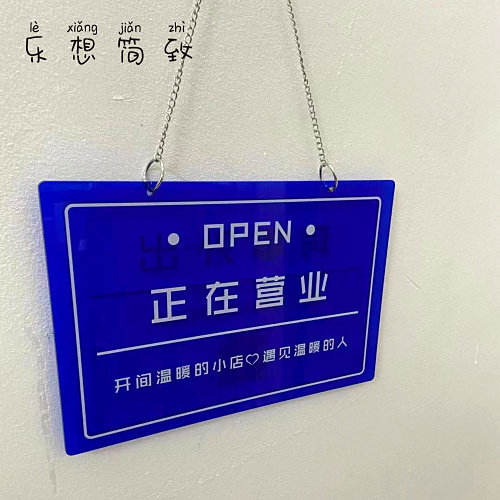 lè xiǎng jiǎn zhì
乐想简致
• OPEN •
正在营业
开间温暖的小店♡遇见温暖的人